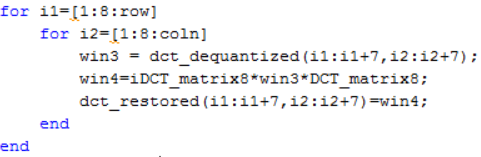 for i1=[1:8:row]
for i2=[1:8:coln]
win3 = dct_dequantized(i1:i1+7,i2:i2+7);
win4=iDCT_matrix8*win3*DCT_matrix8;
dct_restored(i1:i1+7,i2:i2+7)=win4;
end
end